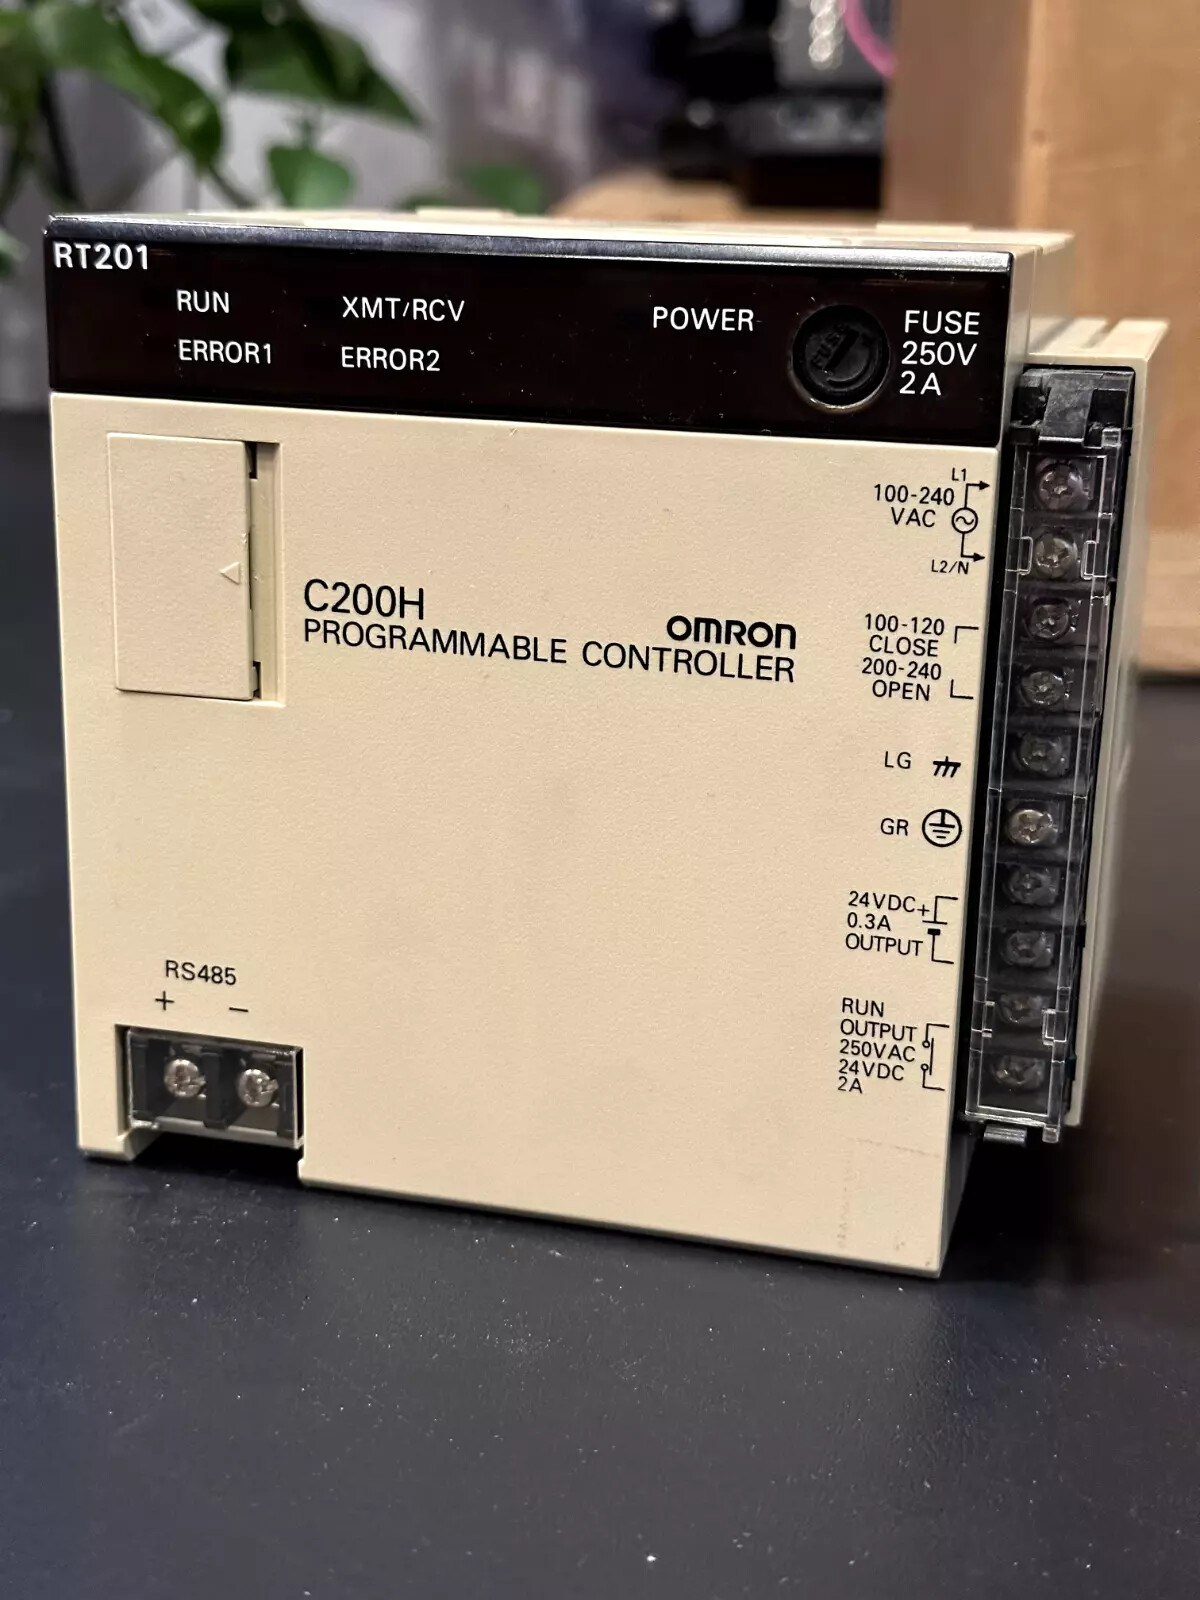 RT201
RUN
XMT/RCV
ERROR1
ERROR2
POWER
FUSE
250V
2A
C200H
PROGRAMMABLE CONTROLLER
OMRON
L1
100-240
VAC
L2/N
100-120
CLOSE
200-240
OPEN
LG
GR
24VDC +
0.3A
OUTPUT
RUN
OUTPUT
250VAC
24VDC
2A
RS485
+ −